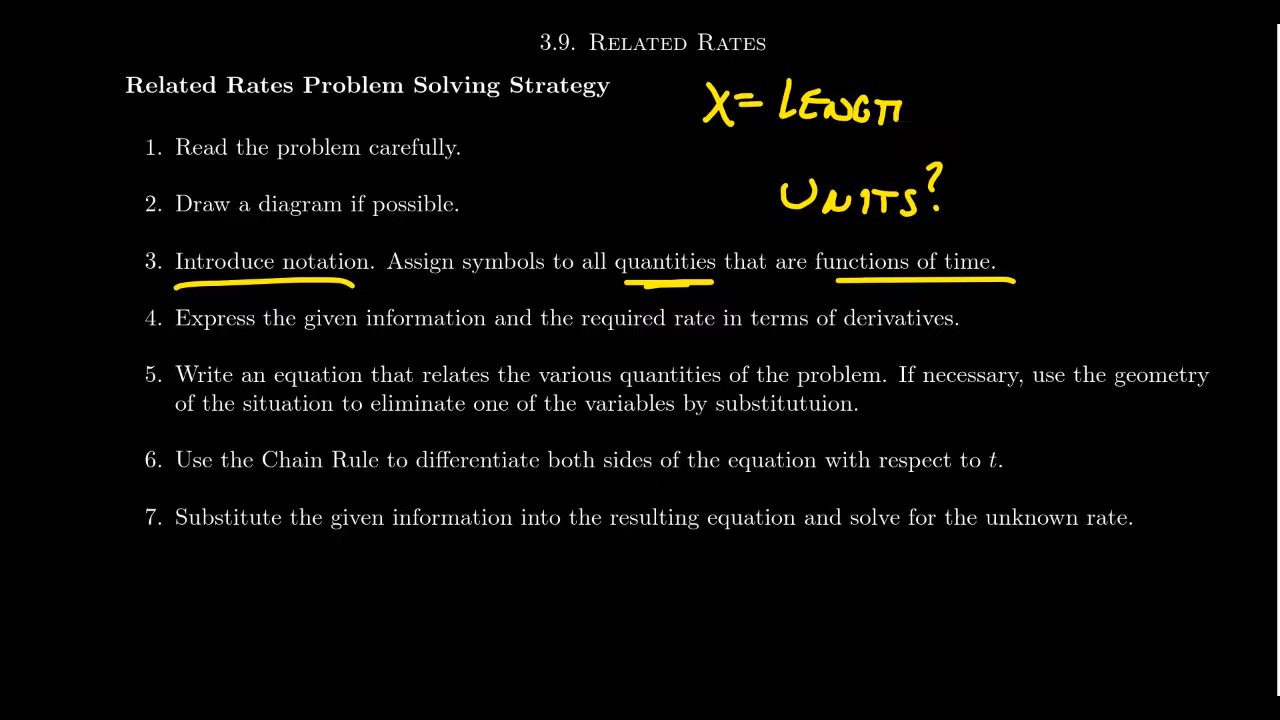 3.9. RELATED RATES
Related Rates Problem Solving Strategy
X= LENGTH
1. Read the problem carefully.
UNITS?
2. Draw a diagram if possible.
3. Introduce notation. Assign symbols to all quantities that are functions of time.
4. Express the given information and the required rate in terms of derivatives.
5. Write an equation that relates the various quantities of the problem. If necessary, use the geometry
of the situation to eliminate one of the variables by substitutuion.
6. Use the Chain Rule to differentiate both sides of the equation with respect to t.
7. Substitute the given information into the resulting equation and solve for the unknown rate.